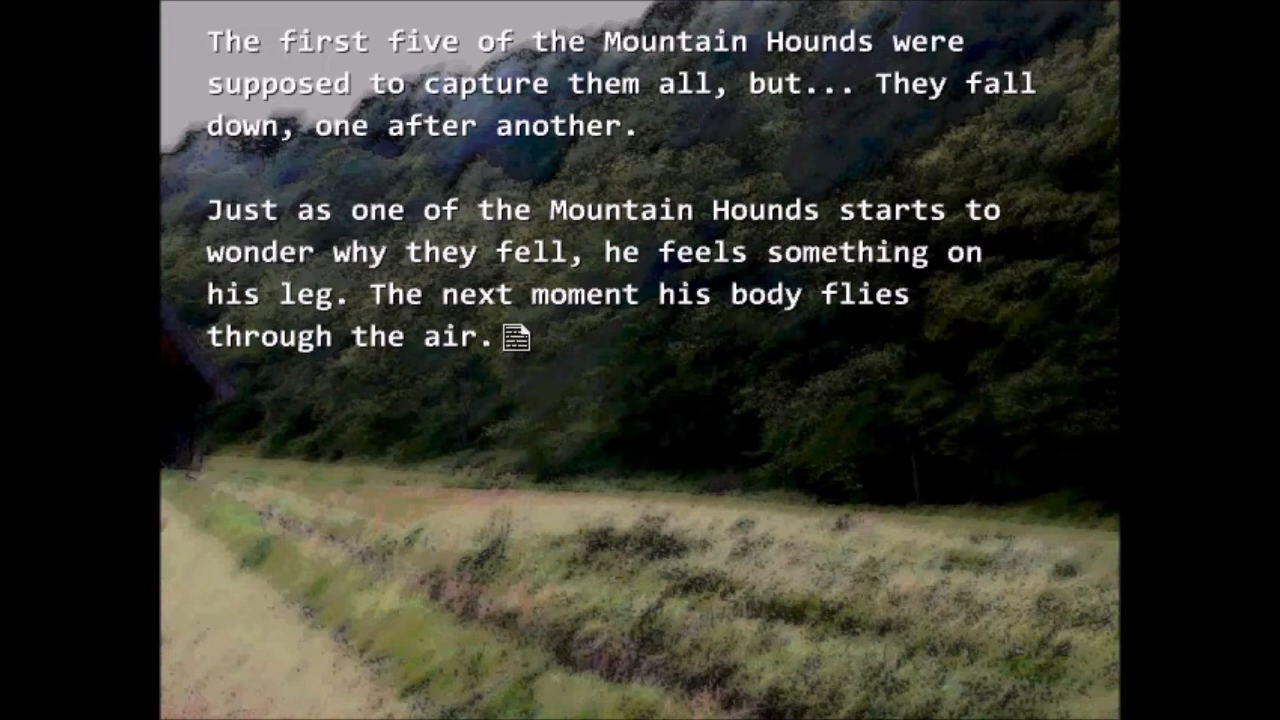 The first five of the Mountain Hounds were
supposed to capture them all, but... They fall
down, one after another.
Just as one of the Mountain Hounds starts to
wonder why they fell, he feels something on
his leg. The next moment his body flies
through the air.